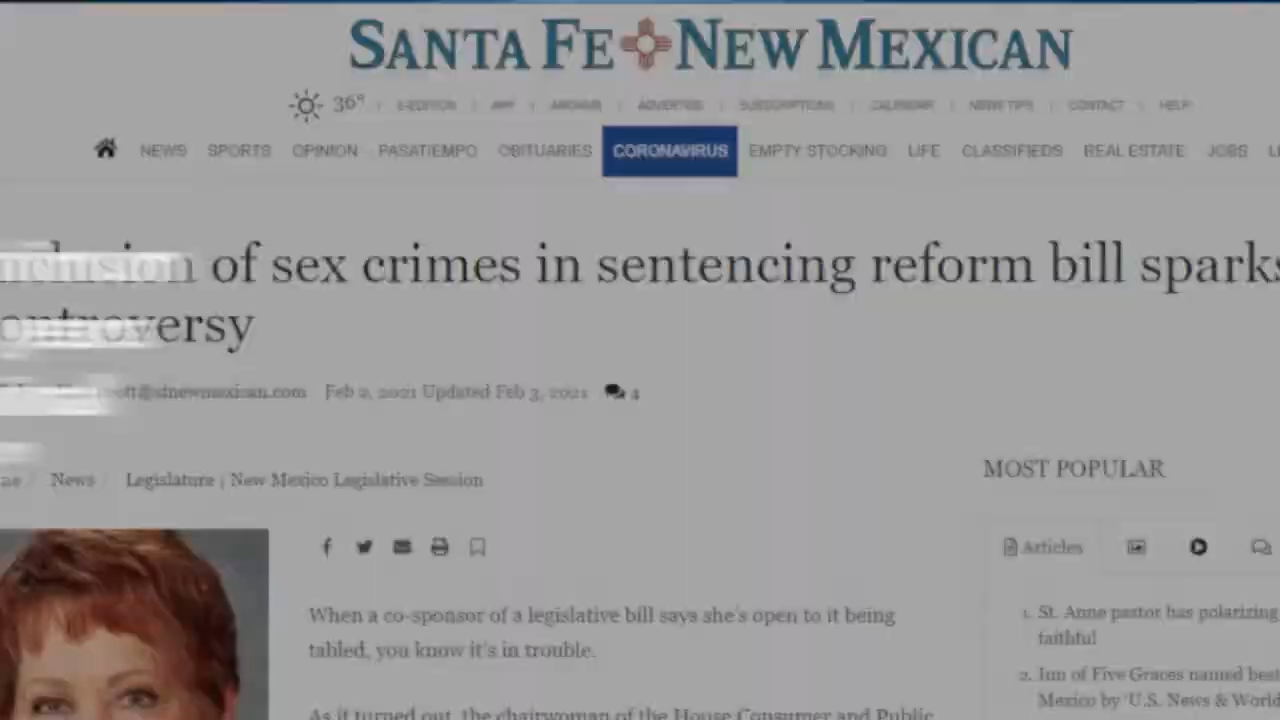 SANTA FE NEW MEXICAN
36° E-EDITION APP ARCHIVE ADVERTISE SUBSCRIPTIONS CALENDAR NEWS TIPS CONTACT HELP
NEWS SPORTS OPINION PASATIEMPO OBITUARIES CORONAVIRUS EMPTY STOCKING LIFE CLASSIFIEDS REAL ESTATE JOBS
nclusion of sex crimes in sentencing reform bill sparks
ontroversy
ott@sfnewmexican.com Feb 2, 2021 Updated Feb 3, 2021 4
News Legislature | New Mexico Legislative Session
MOST POPULAR
Articles
When a co-sponsor of a legislative bill says she's open to it being
tabled, you know it's in trouble.
As it turned out, the chairwoman of the House Consumer and Public
1. St. Anne pastor has polarizing
faithful
2. Inn of Five Graces named best
Mexico by 'U.S. News & World